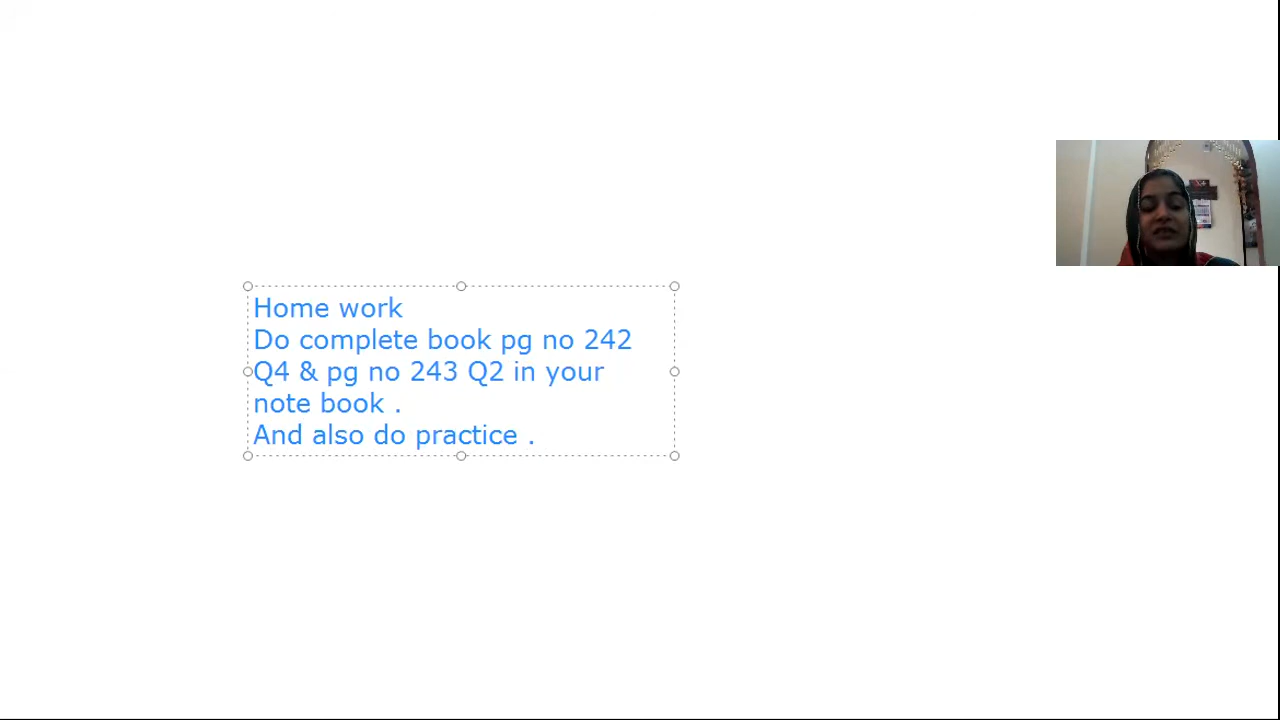 Home work
Do complete book pg no 242
Q4 & pg no 243 Q2 in your
note book .
And also do practice .